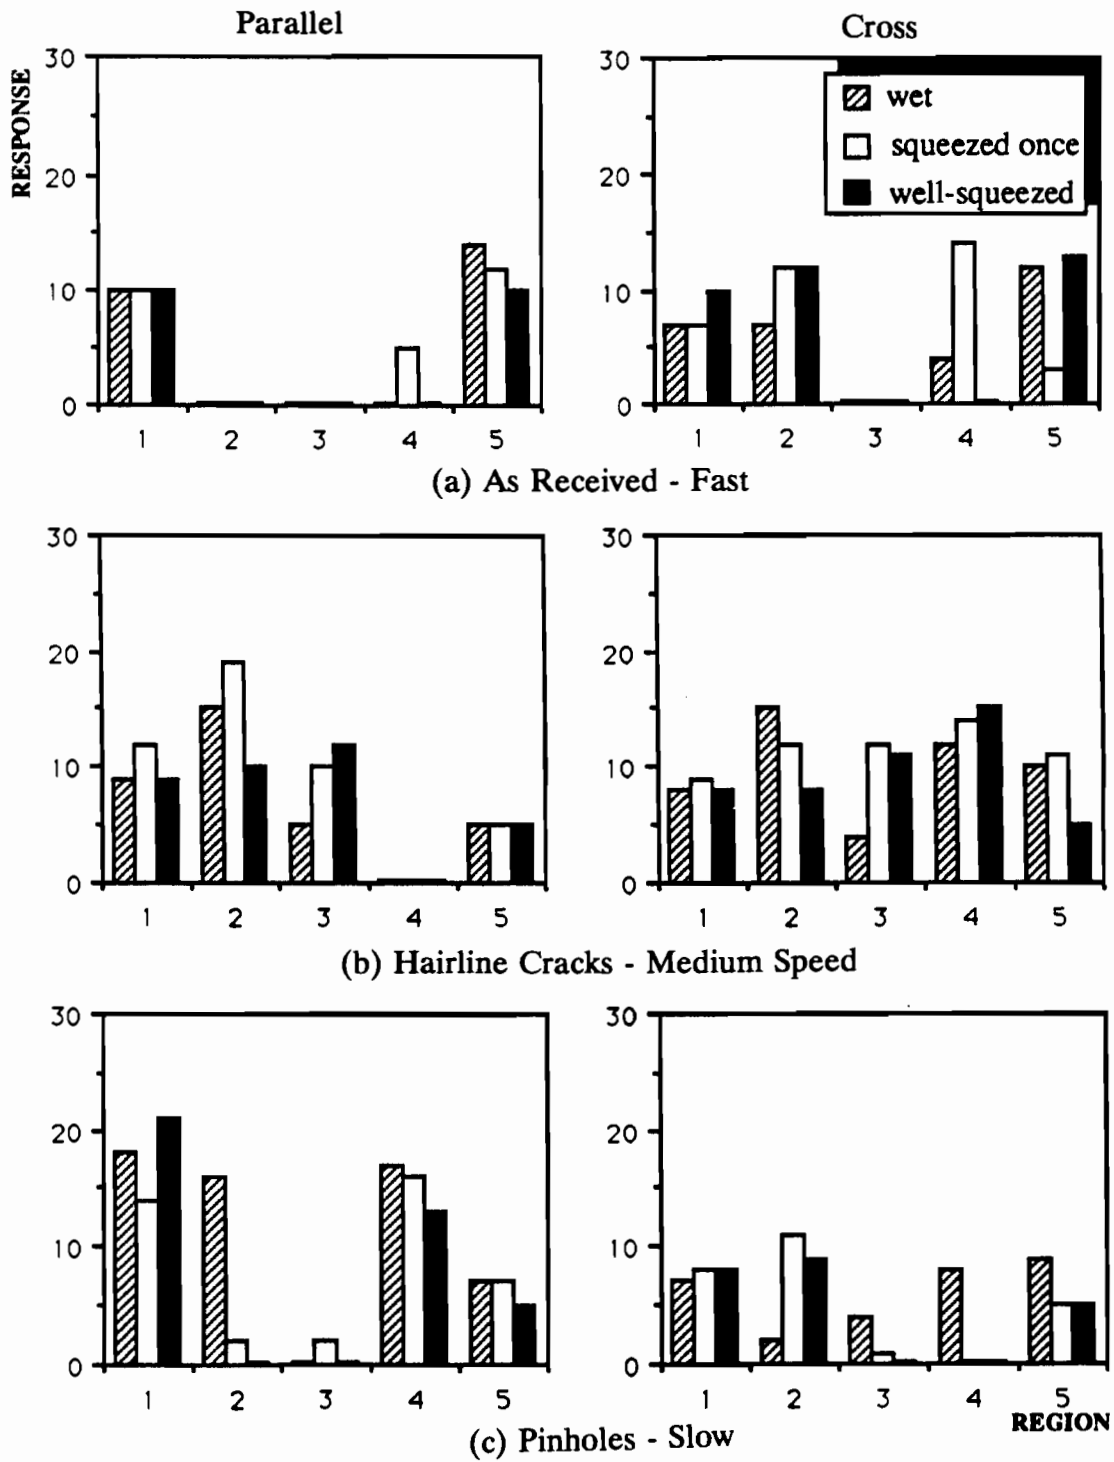 Parallel
Cross
RESPONSE
30
20
10
0
1 2 3 4 5
30
20
10
0
1 2 3 4 5
wet
squeezed once
well-squeezed
(a) As Received - Fast
30
20
10
0
1 2 3 4 5
30
20
10
0
1 2 3 4 5
(b) Hairline Cracks - Medium Speed
30
20
10
0
1 2 3 4 5
30
20
10
0
1 2 3 4 5
REGION
(c) Pinholes - Slow